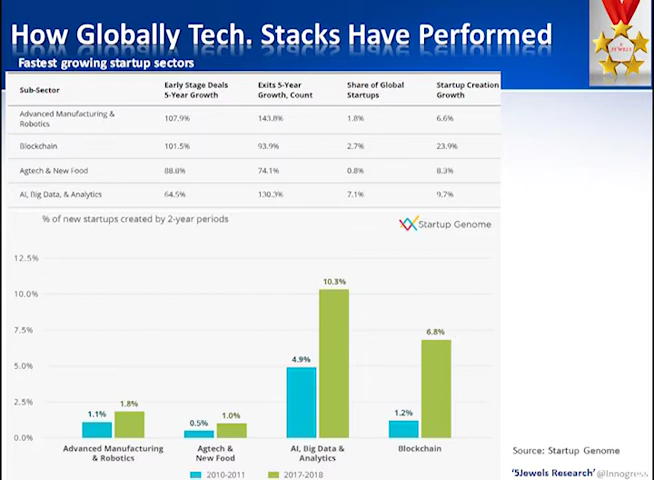 How Globally Tech. Stacks Have Performed
Fastest growing startup sectors
Sub-Sector
Early Stage Deals
5-Year Growth
Exits 5-Year
Growth, Count
Share of Global
Startups
Startup Creation
Growth
Advanced Manufacturing &
Robotics
107.9%
143.8%
1.8%
6.6%
Blockchain
101.5%
93.9%
2.7%
23.9%
Agtech & New Food
88.8%
74.1%
0.8%
8.3%
AI, Big Data, & Analytics
64.5%
130.3%
7.1%
9.7%
% of new startups created by 2-year periods
Startup Genome
12.5%
10.0%
7.5%
5.0%
2.5%
0.0%
1.1%
1.8%
0.5%
1.0%
4.9%
10.3%
1.2%
6.8%
Advanced Manufacturing
& Robotics
Agtech &
New Food
AI, Big Data &
Analytics
Blockchain
2010-2011
2017-2018
Source: Startup Genome
'5Jewels Research' @Innogress